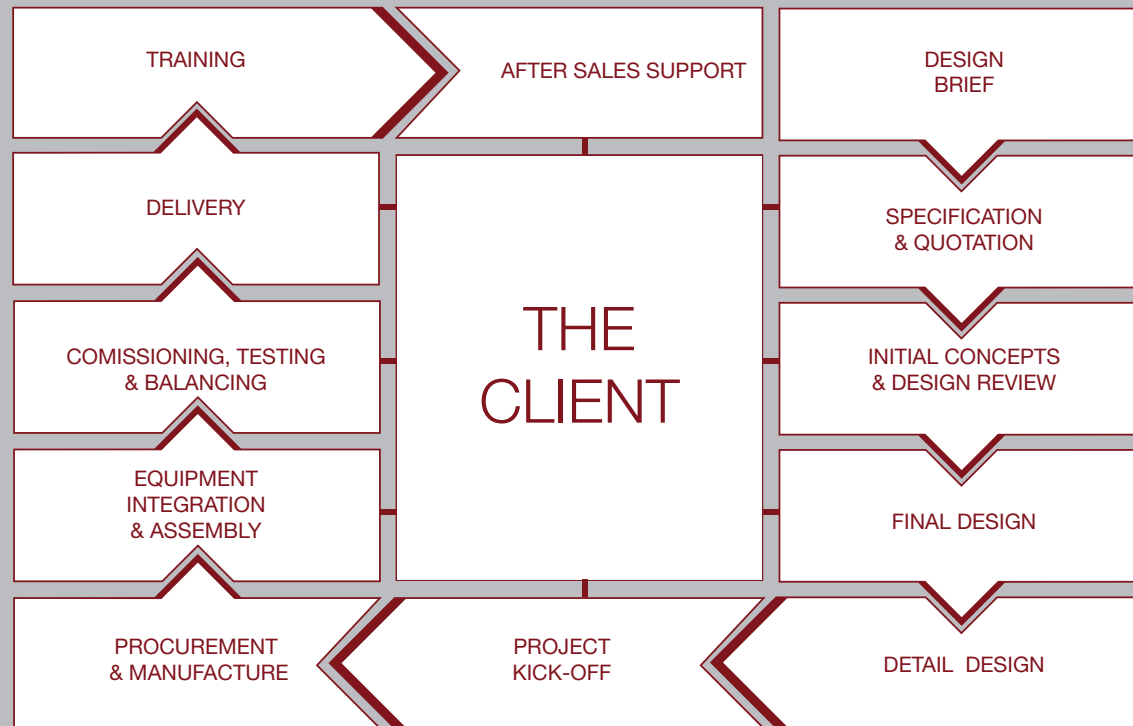 TRAINING
AFTER SALES SUPPORT
DESIGN
BRIEF
DELIVERY
SPECIFICATION
& QUOTATION
THE
CLIENT
COMISSIONING, TESTING
& BALANCING
INITIAL CONCEPTS
& DESIGN REVIEW
EQUIPMENT
INTEGRATION
& ASSEMBLY
FINAL DESIGN
PROCUREMENT
& MANUFACTURE
PROJECT
KICK-OFF
DETAIL DESIGN